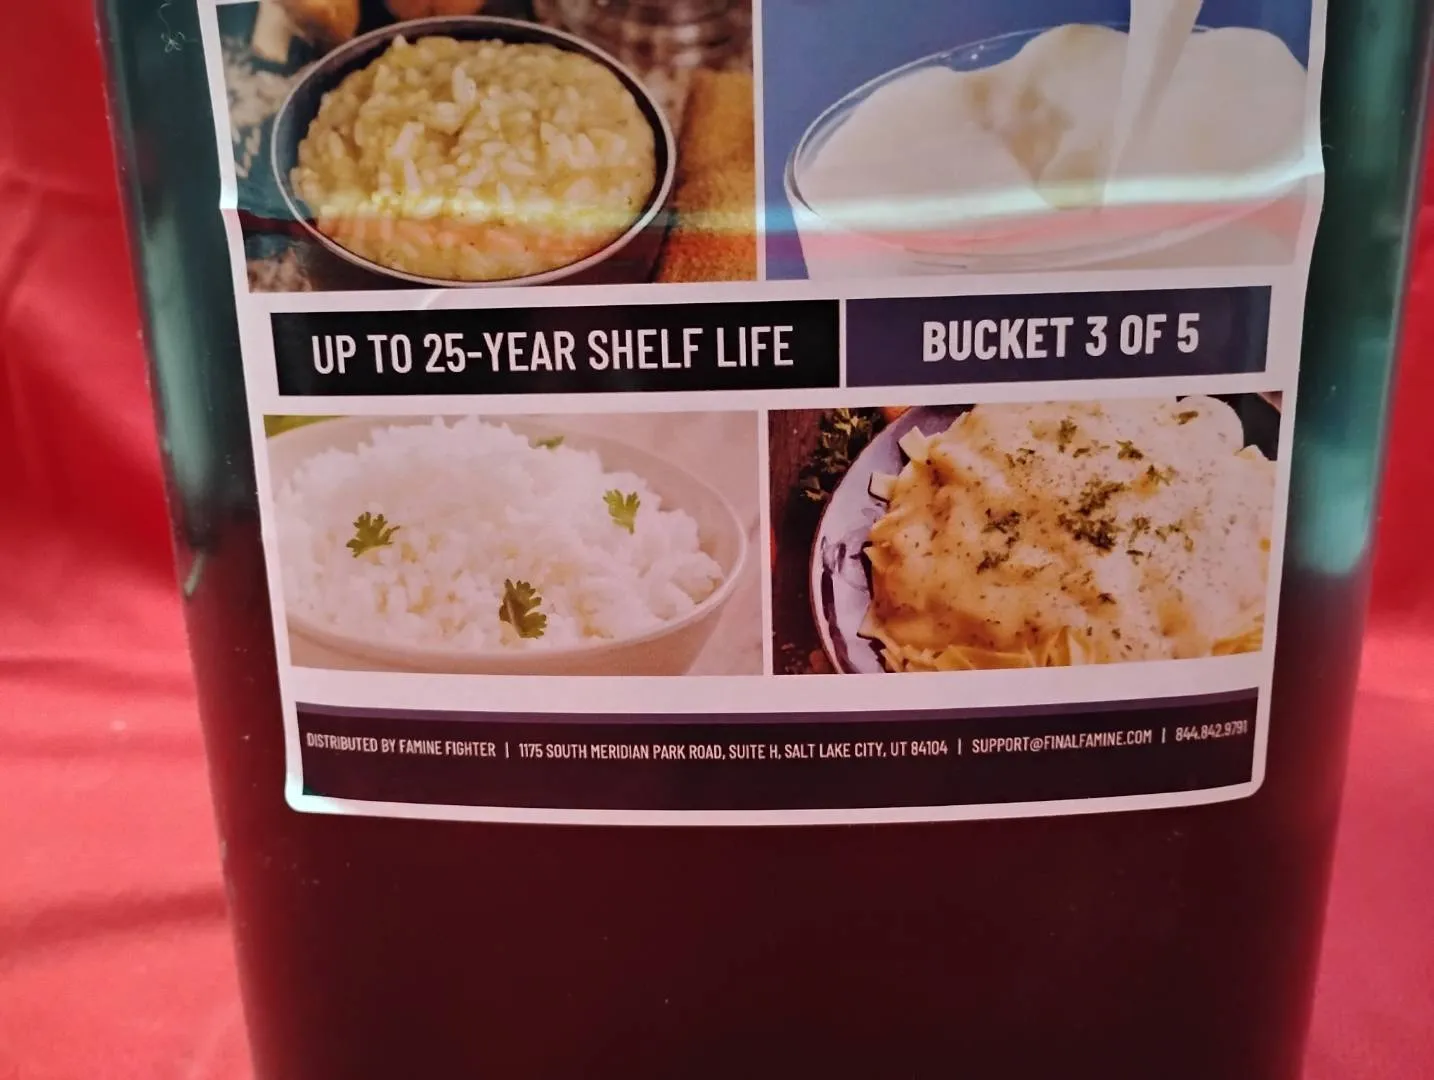 UP TO 25-YEAR SHELF LIFE
BUCKET 3 OF 5
DISTRIBUTED BY FAMINE FIGHTER | 1175 SOUTH MERIDIAN PARK ROAD, SUITE H, SALT LAKE CITY, UT 84104 | SUPPORT@FINALFAMINE.COM | 844.842.9791